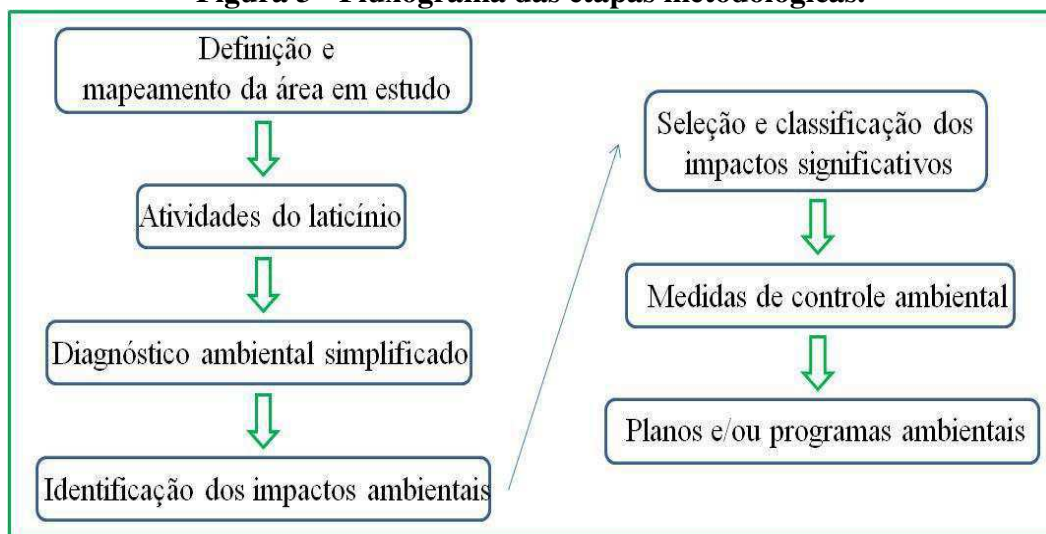 Figura 3 - Fluxograma das etapas metodológicas.
Definição e
mapeamento da área em estudo
Atividades do laticínio
Diagnóstico ambiental simplificado
Identificação dos impactos ambientais
Seleção e classificação dos
impactos significativos
Medidas de controle ambiental
Planos e/ou programas ambientais